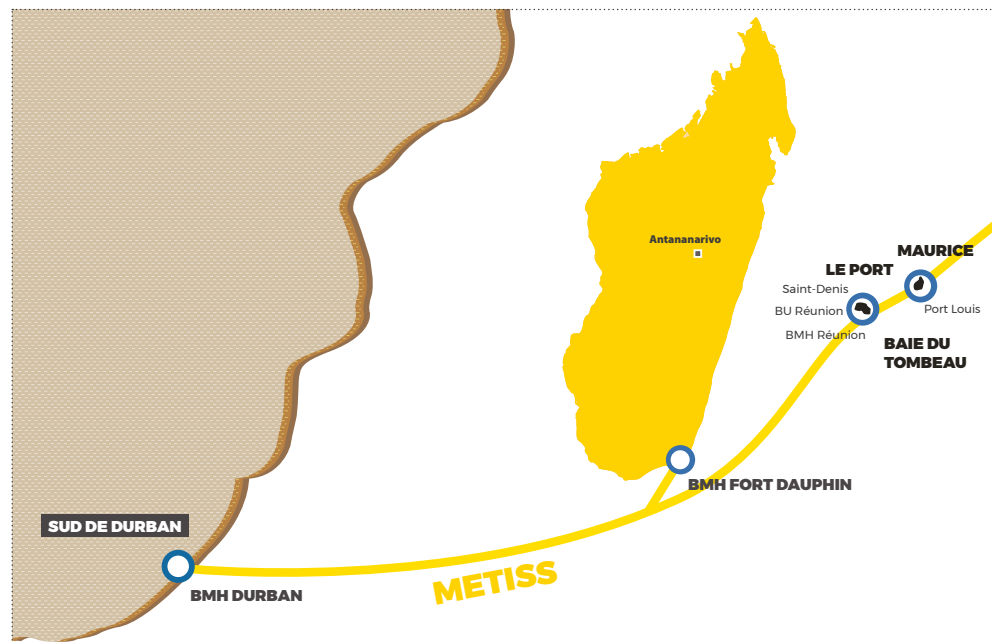 Antananarivo
MAURICE
LE PORT
Saint-Denis
BU Réunion
Port Louis
BMH Réunion
BAIE DU
TOMBEAU
BMH FORT DAUPHIN
SUD DE DURBAN
METISS
BMH DURBAN